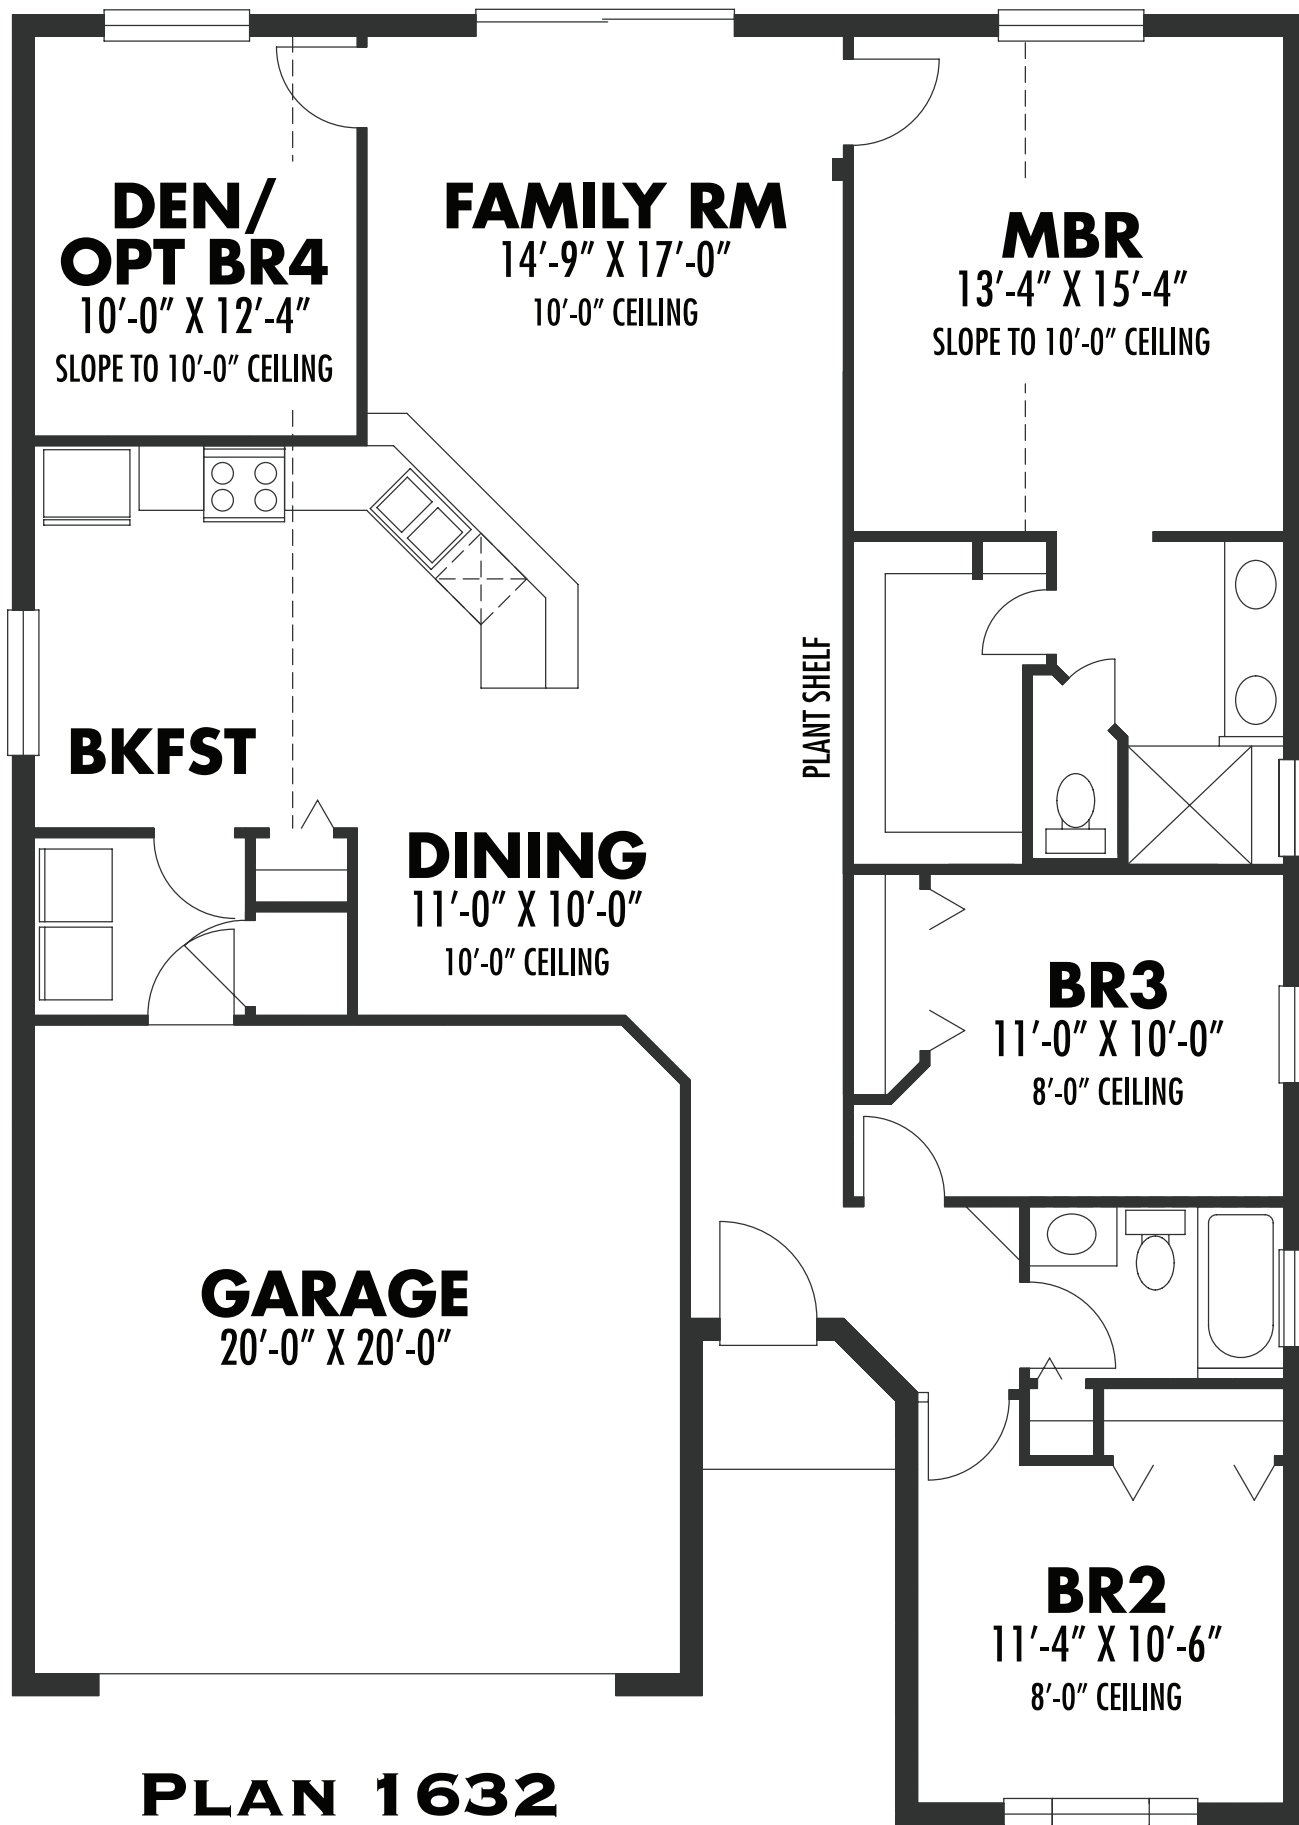 DEN/
OPT BR4
10'-0" X 12'-4"
SLOPE TO 10'-0" CEILING
FAMILY RM
14'-9" X 17'-0"
10'-0" CEILING
MBR
13'-4" X 15'-4"
SLOPE TO 10'-0" CEILING
BKFST
PLANT SHELF
DINING
11'-0" X 10'-0"
10'-0" CEILING
BR3
11'-0" X 10'-0"
8'-0" CEILING
GARAGE
20'-0" X 20'-0"
BR2
11'-4" X 10'-6"
8'-0" CEILING
PLAN 1632